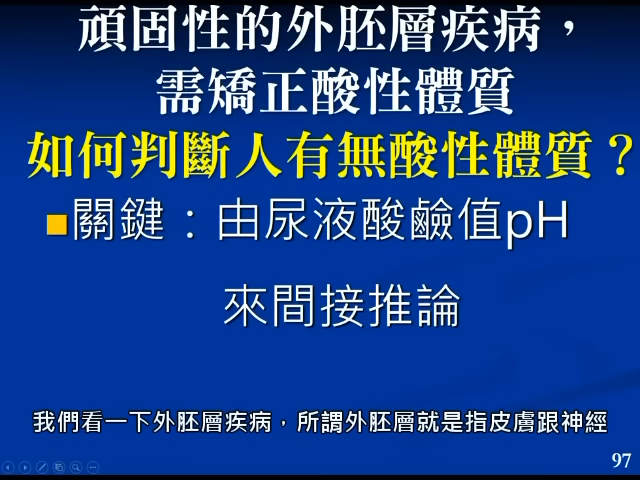 頑固性的外胚層疾病，
需矯正酸性體質
如何判斷人有無酸性體質？
關鍵：由尿液酸鹼值pH
來間接推論
我們看一下外胚層疾病，所謂外胚層就是指皮膚跟神經
97